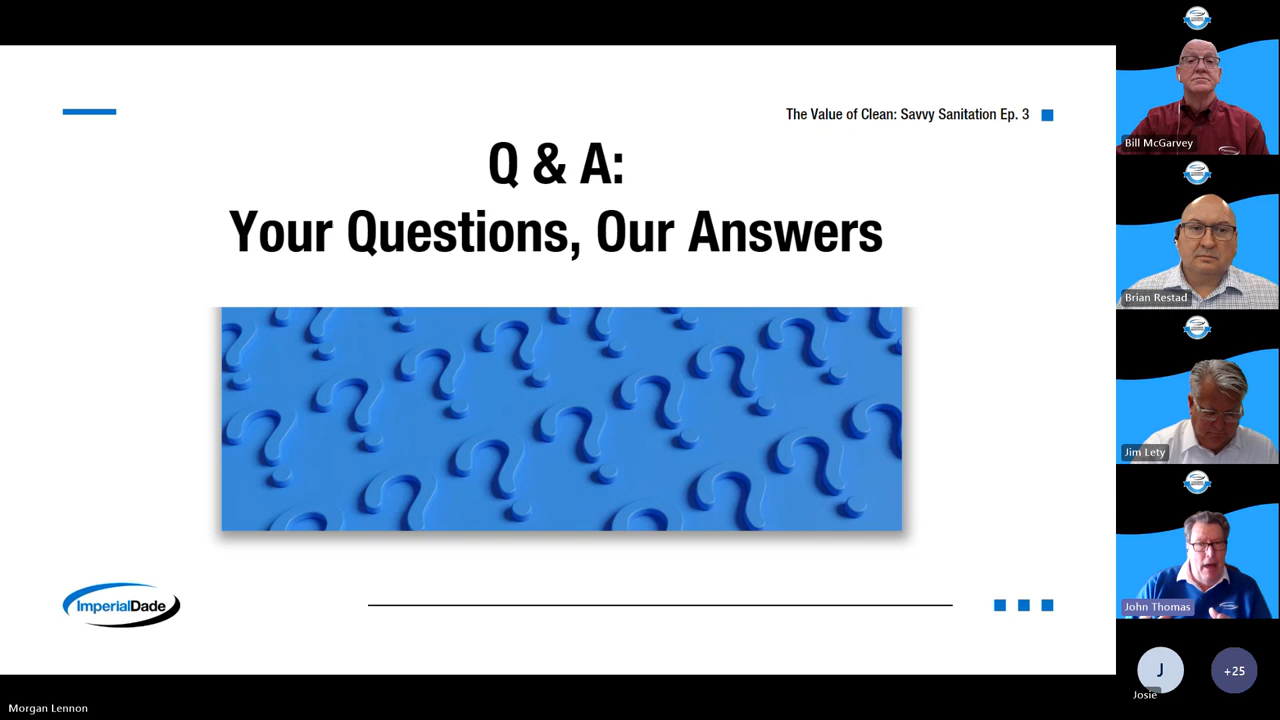 The Value of Clean: Savvy Sanitation Ep. 3
Q & A:
Your Questions, Our Answers
ImperialDade
Bill McGarvey
Brian Restad
Jim Lety
John Thomas
J
Josie
+25
Morgan Lennon